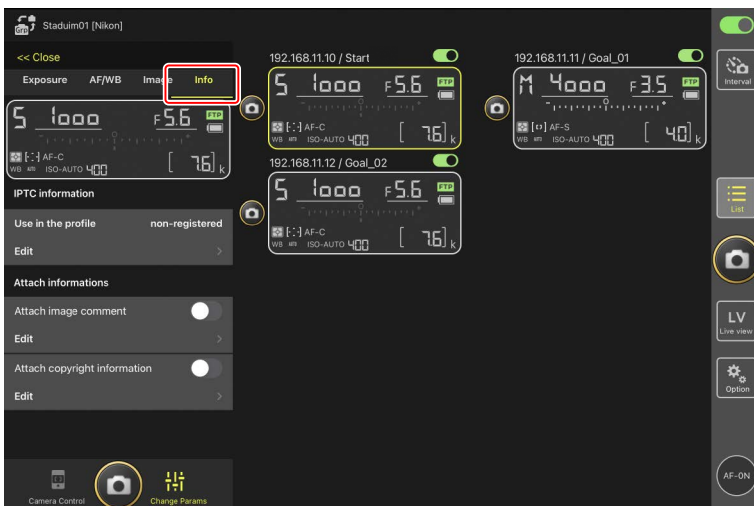 Grp Staduim01 [Nikon]
<< Close
Exposure AF/WB Image Info
S 1000 F5.6 FTP
AF-C
WB ISO-AUTO 400 [ 7.6] k
IPTC information
Use in the profile non-registered
Edit
Attach informations
Attach image comment
Edit
Attach copyright information
Edit
Camera Control
Change Params
192.168.11.10 / Start
S 1000 F5.6 FTP
AF-C
WB ISO-AUTO 400 [ 7.6] k
192.168.11.11 / Goal_01
M 4000 F3.5 FTP
AF-S
WB ISO-AUTO 400 [ 4.0] k
192.168.11.12 / Goal_02
S 1000 F5.6 FTP
AF-C
WB ISO-AUTO 400 [ 7.6] k
Interval
List
LV
Live view
Option
AF-ON